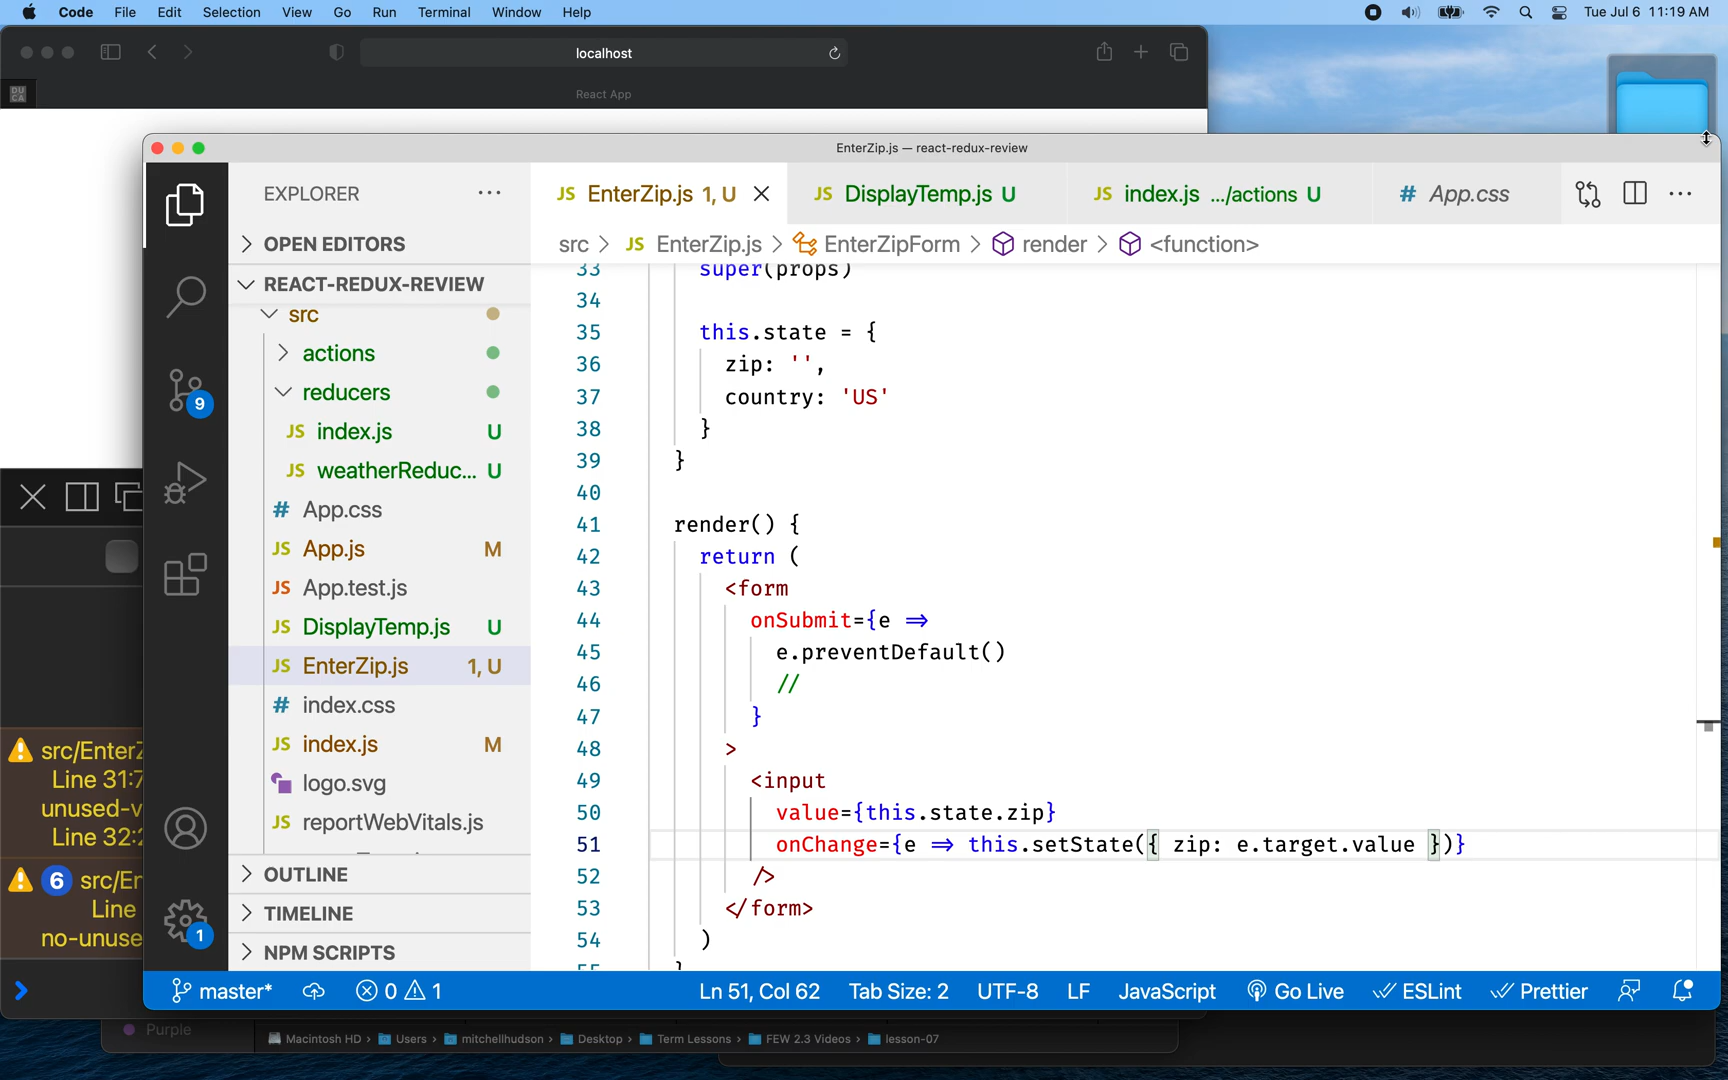 Code File Edit Selection View Go Run Terminal Window Help Tue Jul 6 11:19 AM
localhost
DU
CA
React App
EnterZip.js — react-redux-review
EXPLORER ···
JS EnterZip.js 1, U
JS DisplayTemp.js U
JS index.js .../actions U
# App.css
OPEN EDITORS
src > JS EnterZip.js > EnterZipForm > render > <function>
REACT-REDUX-REVIEW
src
actions
reducers
JS index.js U
JS weatherReduc... U
# App.css
JS App.js M
JS App.test.js
JS DisplayTemp.js U
JS EnterZip.js 1, U
# index.css
JS index.js M
logo.svg
JS reportWebVitals.js
OUTLINE
TIMELINE
NPM SCRIPTS
9
1
33 super(props)
34
35 this.state = {
36 zip: '',
37 country: 'US'
38 }
39 }
40
41 render() {
42 return (
43 <form
44 onSubmit={e ⇒
45 e.preventDefault()
46 //
47 }
48 >
49 <input
50 value={this.state.zip}
51 onChange={e ⇒ this.setState({ zip: e.target.value })}
52 />
53 </form>
54 )
55 }
src/EnterZ
Line 31:7
unused-v
Line 32:2
6 src/En
Line
no-unuse
master* 0 1 Ln 51, Col 62 Tab Size: 2 UTF-8 LF JavaScript Go Live ESLint Prettier
Purple
Macintosh HD › Users › mitchellhudson › Desktop › Term Lessons › FEW 2.3 Videos › lesson-07